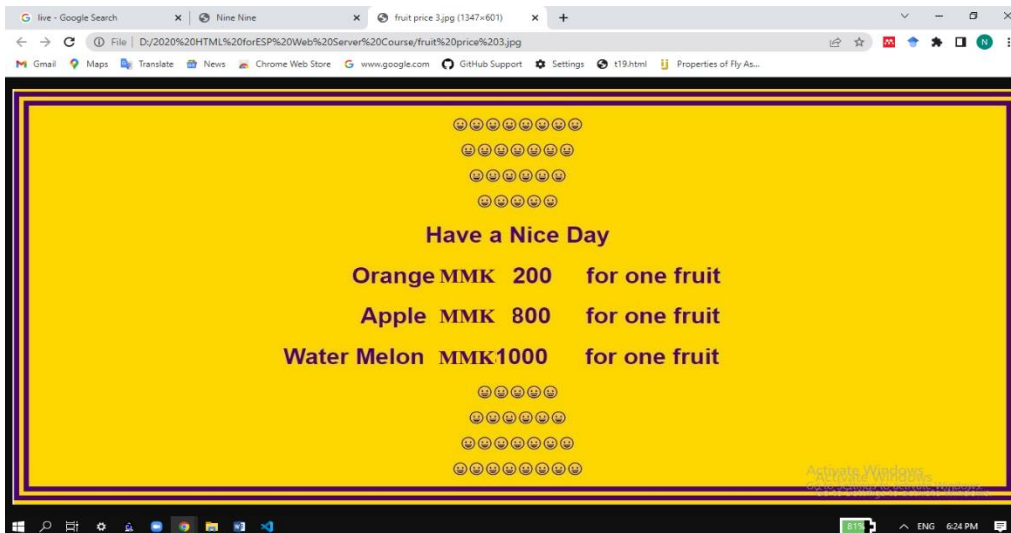 live - Google Search
Nine Nine
fruit price 3.jpg (1347×601)
File D:/2020%20HTML%20forESP%20Web%20Server%20Course/fruit%20price%203.jpg
Gmail Maps Translate News Chrome Web Store www.google.com GitHub Support Settings t19.html Properties of Fly As...
Have a Nice Day
Orange MMK 200 for one fruit
Apple MMK 800 for one fruit
Water Melon MMK 1000 for one fruit
Activate Windows
81% ENG 6:24 PM